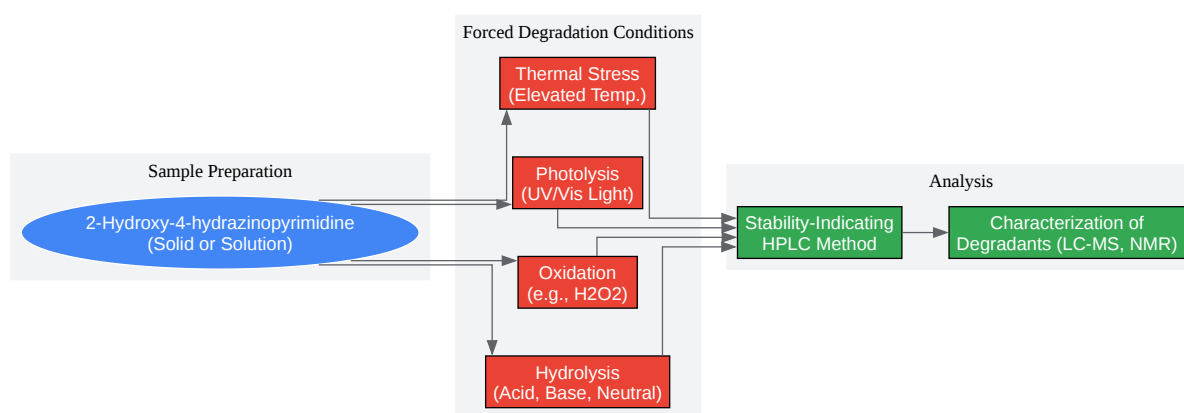 Sample Preparation
2-Hydroxy-4-hydrazinopyrimidine
(Solid or Solution)
Forced Degradation Conditions
Thermal Stress
(Elevated Temp.)
Photolysis
(UV/Vis Light)
Oxidation
(e.g., H2O2)
Hydrolysis
(Acid, Base, Neutral)
Analysis
Stability-Indicating
HPLC Method
Characterization of
Degradants (LC-MS, NMR)